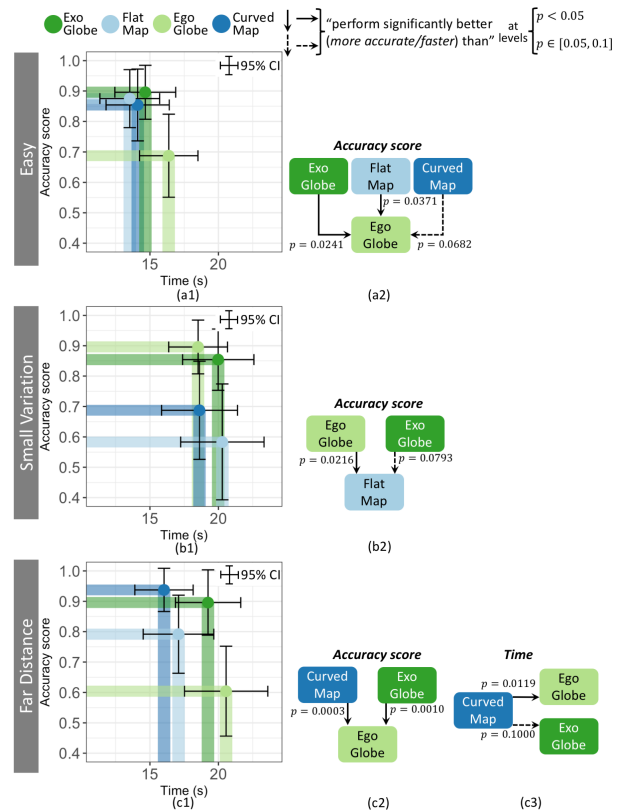 Exo Globe
Flat Map
Ego Globe
Curved Map
"perform significantly better
(more accurate/faster) than"
at levels
p < 0.05
p ∈ [0.05, 0.1]
Easy
Accuracy score
1.0
0.9
0.8
0.7
0.6
0.5
0.4
95% CI
15
20
Time (s)
(a1)
Accuracy score
Exo Globe
Flat Map
Curved Map
p = 0.0371
Ego Globe
p = 0.0241
p = 0.0682
(a2)
Small Variation
Accuracy score
1.0
0.9
0.8
0.7
0.6
0.5
0.4
95% CI
15
20
Time (s)
(b1)
Accuracy score
Ego Globe
Exo Globe
p = 0.0216
p = 0.0793
Flat Map
(b2)
Far Distance
Accuracy score
1.0
0.9
0.8
0.7
0.6
0.5
0.4
95% CI
15
20
Time (s)
(c1)
Accuracy score
Curved Map
Exo Globe
p = 0.0003
p = 0.0010
Ego Globe
(c2)
Time
p = 0.0119
Ego Globe
Curved Map
p = 0.1000
Exo Globe
(c3)